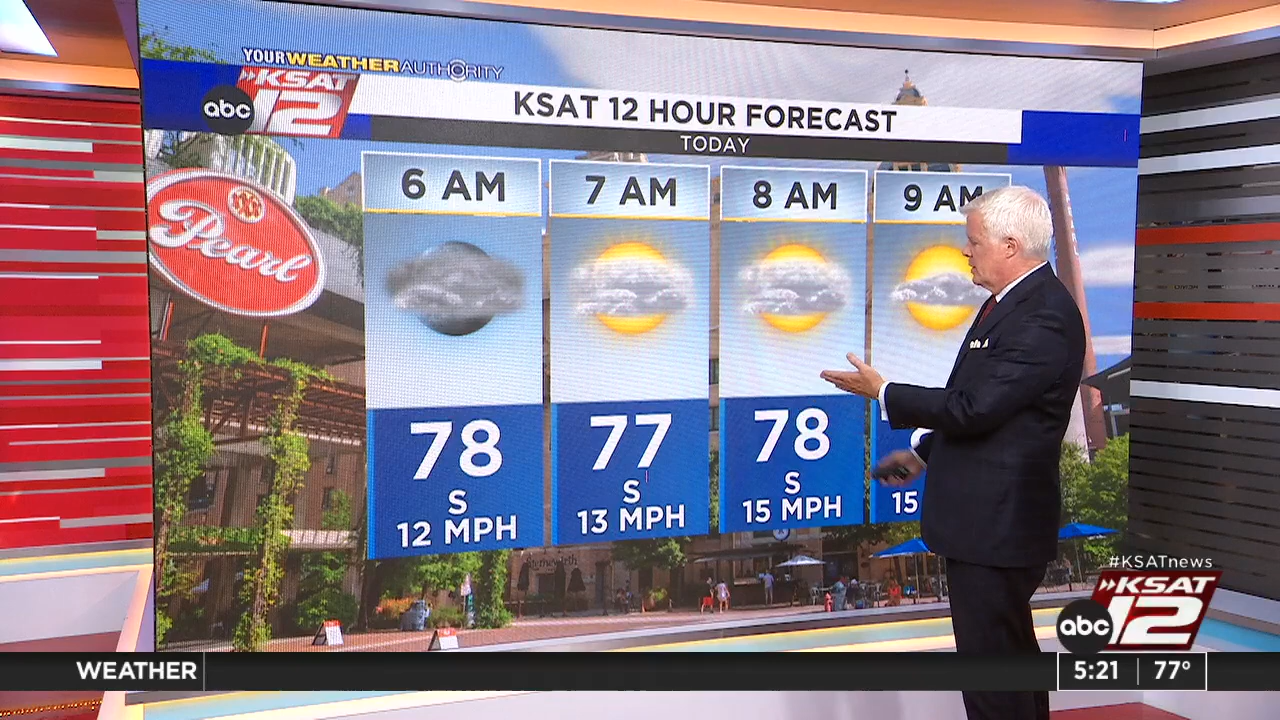 YOUR WEATHER AUTHORITY
abc KSAT 12
KSAT 12 HOUR FORECAST
TODAY
Pearl
6 AM
78
S
12 MPH
7 AM
77
S
13 MPH
8 AM
78
S
15 MPH
9 AM
15
#KSATnews
KSAT
abc 12
WEATHER
5:21 77°